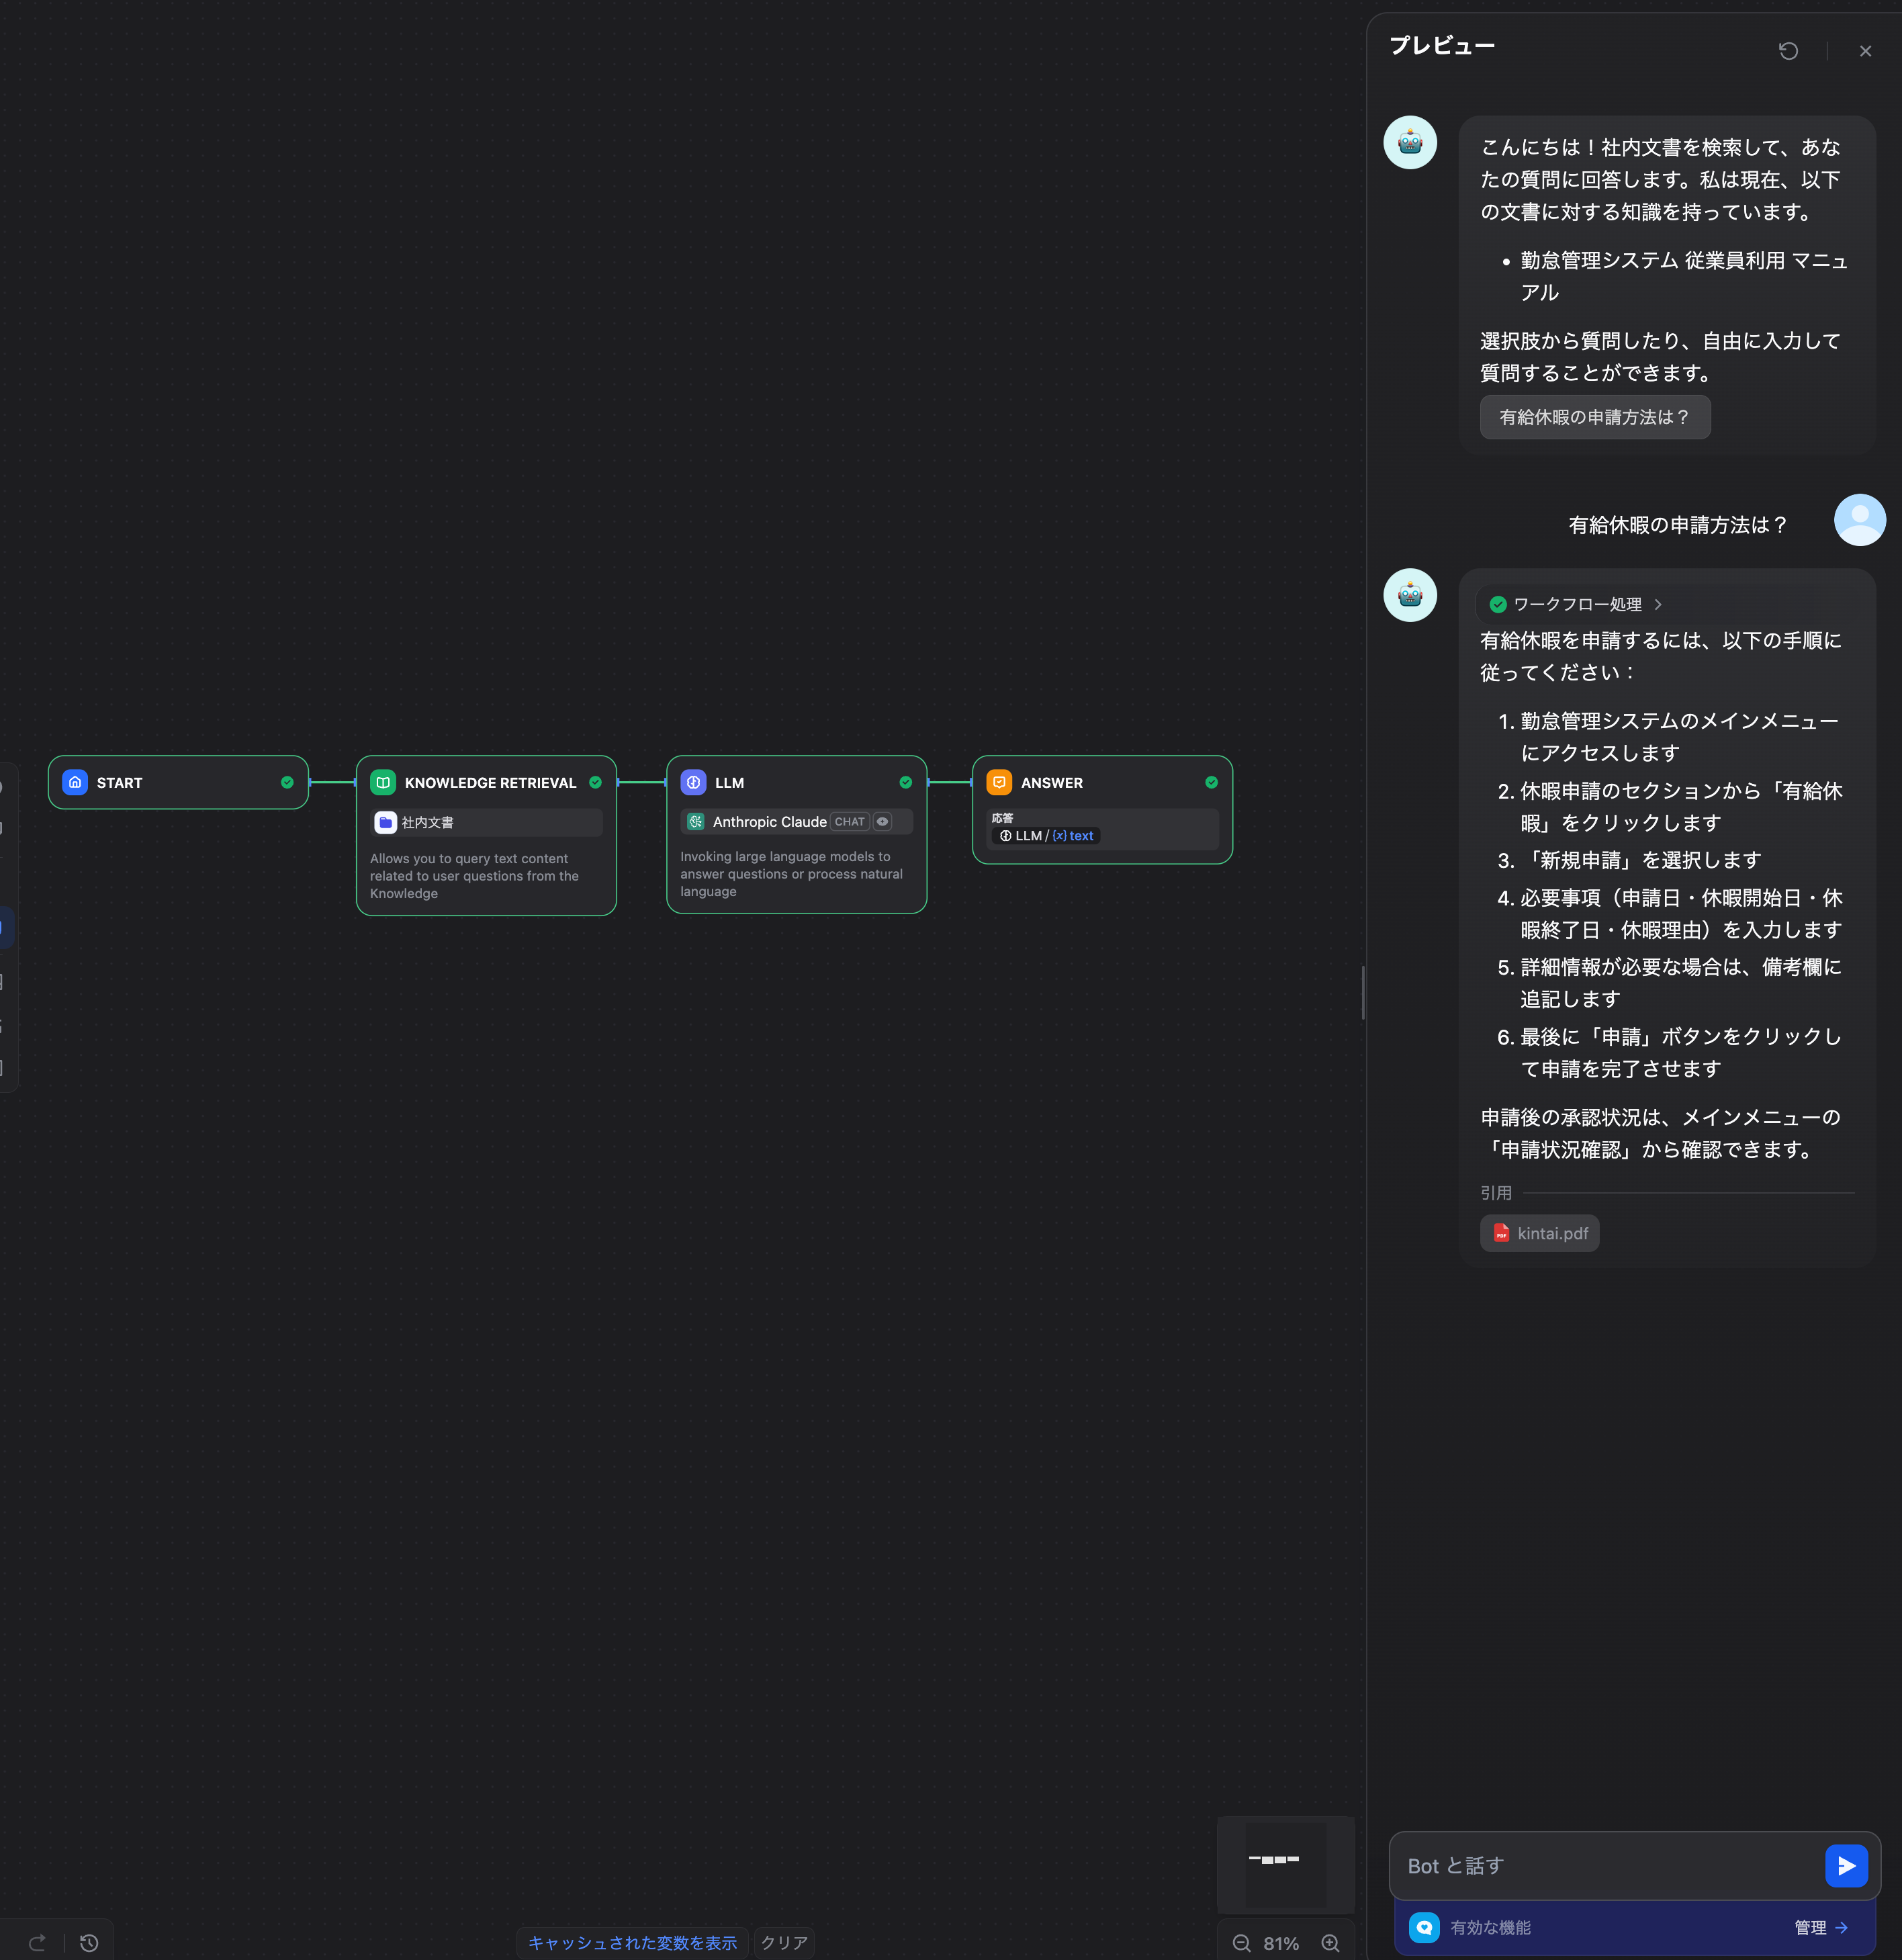 プレビュー
こんにちは！社内文書を検索して、あな
たの質問に回答します。私は現在、以下
の文書に対する知識を持っています。
• 勤怠管理システム 従業員利用 マニュ
アル
選択肢から質問したり、自由に入力して
質問することができます。
有給休暇の申請方法は？
有給休暇の申請方法は？
ワークフロー処理
有給休暇を申請するには、以下の手順に
従ってください：
1. 勤怠管理システムのメインメニュー
にアクセスします
2. 休暇申請のセクションから「有給休
暇」をクリックします
3. 「新規申請」を選択します
4. 必要事項（申請日・休暇開始日・休
暇終了日・休暇理由）を入力します
5. 詳細情報が必要な場合は、備考欄に
追記します
6. 最後に「申請」ボタンをクリックし
て申請を完了させます
申請後の承認状況は、メインメニューの
「申請状況確認」から確認できます。
引用
PDF kintai.pdf
START
KNOWLEDGE RETRIEVAL
社内文書
Allows you to query text content
related to user questions from the
Knowledge
LLM
Anthropic Claude CHAT
Invoking large language models to
answer questions or process natural
language
ANSWER
応答
LLM / {x} text
Bot と話す
有効な機能
管理 →
キャッシュされた変数を表示
クリア
81%